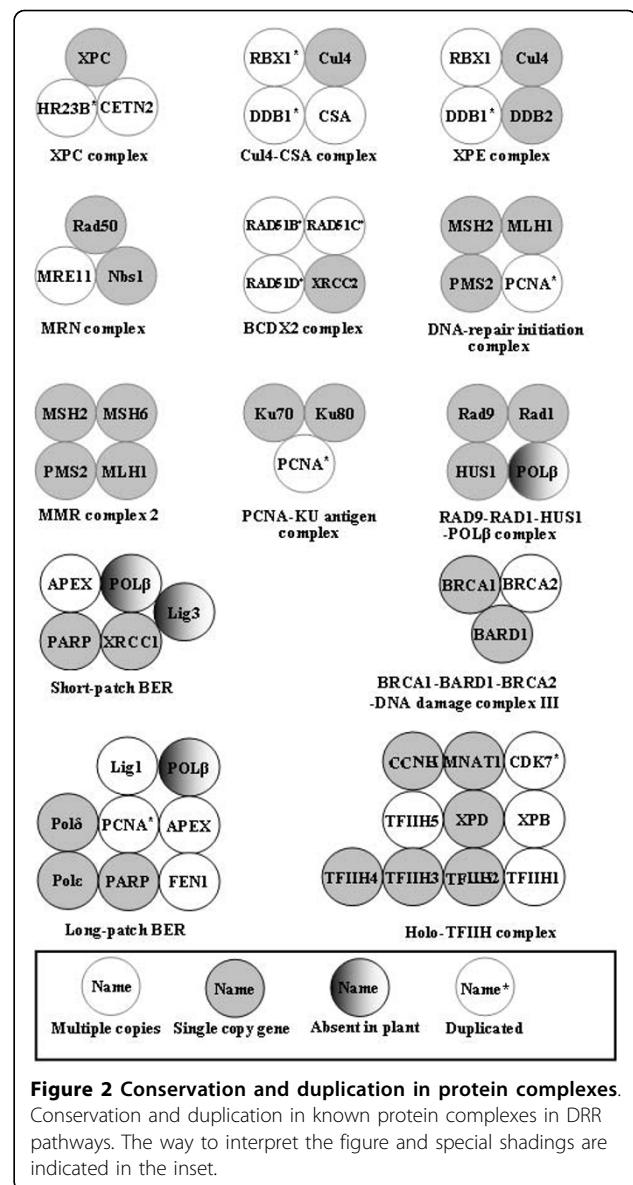 XPC
HR23B* CETN2
XPC complex
RBX1* Cul4
DDB1* CSA
Cul4-CSA complex
RBX1 Cul4
DDB1* DDB2
XPE complex
Rad50
MRE11 Nbs1
MRN complex
RAD51B* RAD51C*
RAD51D* XRCC2
BCDX2 complex
MSH2 MLH1
PMS2 PCNA*
DNA-repair initiation
complex
MSH2 MSH6
PMS2 MLH1
MMR complex 2
Ku70 Ku80
PCNA*
PCNA-KU antigen
complex
Rad9 Rad1
HUS1 POLβ
RAD9-RAD1-HUS1
-POLβ complex
APEX POLβ
Lig3
PARP XRCC1
Short-patch BER
BRCA1 BRCA2
BARD1
BRCA1-BARD1-BRCA2
-DNA damage complex III
Lig1 POLβ
Polδ PCNA* APEX
Polε PARP FEN1
Long-patch BER
CCNH MNAT1 CDK7*
TFIIH5 XPD XPB
TFIIH4 TFIIH3 TFIIH2 TFIIH1
Holo-TFIIH complex
Name Name Name Name*
Multiple copies Single copy gene Absent in plant Duplicated
Figure 2 Conservation and duplication in protein complexes.
Conservation and duplication in known protein complexes in DRR
pathways. The way to interpret the figure and special shadings are
indicated in the inset.